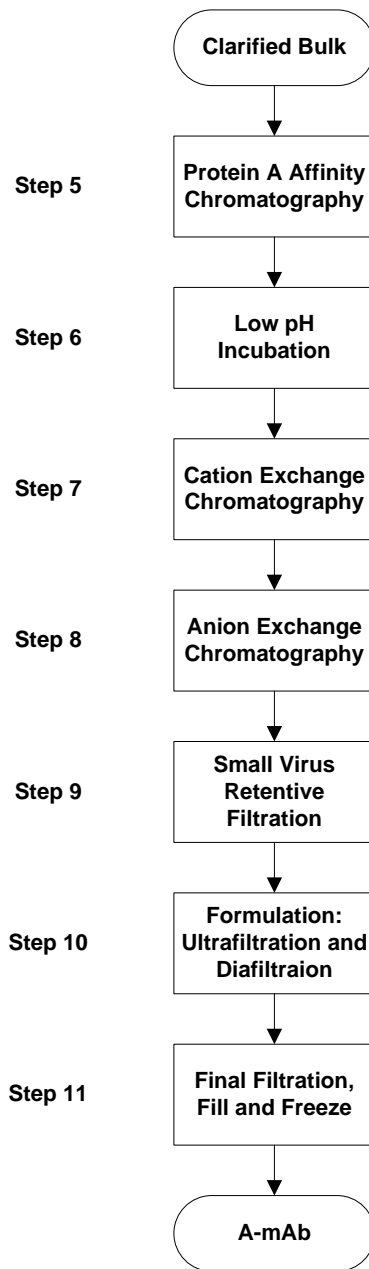 Clarified Bulk
Step 5
Protein A Affinity
Chromatography
Step 6
Low pH
Incubation
Step 7
Cation Exchange
Chromatography
Step 8
Anion Exchange
Chromatography
Step 9
Small Virus
Retentive
Filtration
Step 10
Formulation:
Ultrafiltration and
Diafiltraion
Step 11
Final Filtration,
Fill and Freeze
A-mAb